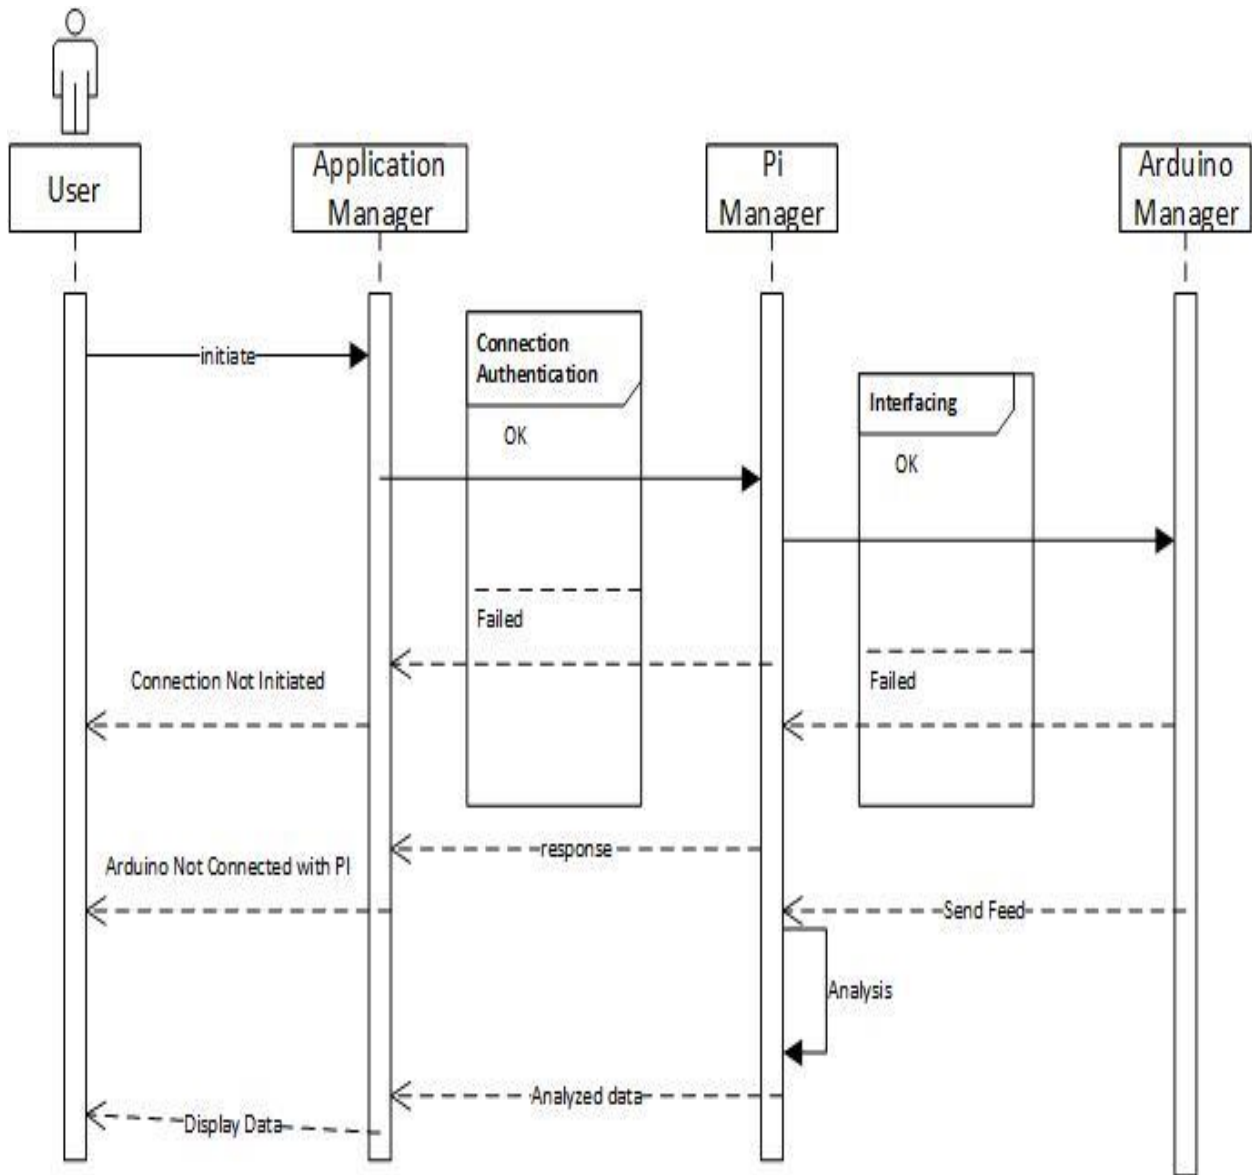 User
Application
Manager
Pi
Manager
Arduino
Manager
initiate
Connection
Authentication
OK
Interfacing
OK
Failed
Failed
Connection Not Initiated
response
Arduino Not Connected with PI
Send Feed
Analysis
Analyzed data
Display Data